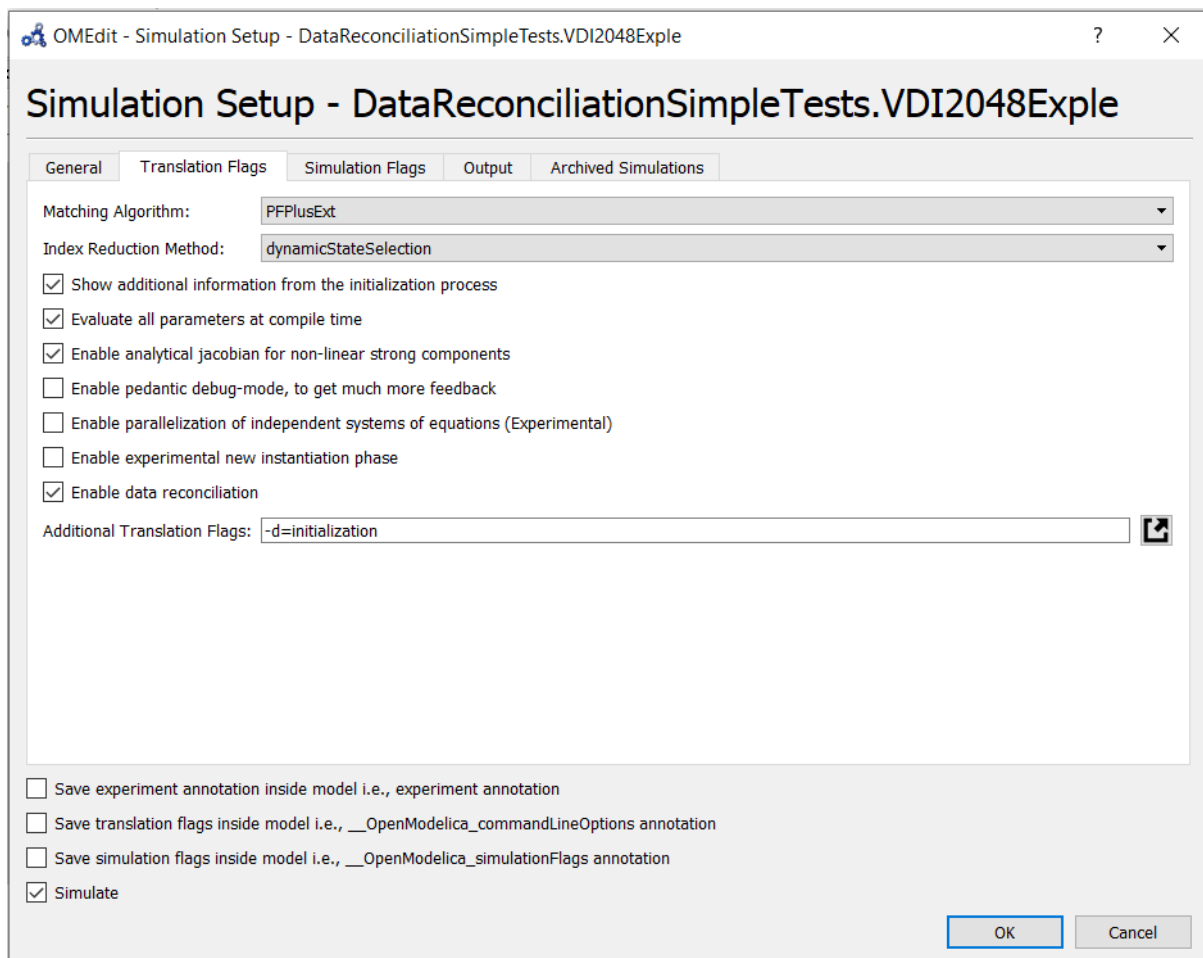 OMEdit - Simulation Setup - DataReconciliationSimpleTests.VDI2048Exple
Simulation Setup - DataReconciliationSimpleTests.VDI2048Exple
General Translation Flags Simulation Flags Output Archived Simulations
Matching Algorithm: PFPlusExt
Index Reduction Method: dynamicStateSelection
Show additional information from the initialization process
Evaluate all parameters at compile time
Enable analytical jacobian for non-linear strong components
Enable pedantic debug-mode, to get much more feedback
Enable parallelization of independent systems of equations (Experimental)
Enable experimental new instantiation phase
Enable data reconciliation
Additional Translation Flags: -d=initialization
Save experiment annotation inside model i.e., experiment annotation
Save translation flags inside model i.e., __OpenModelica_commandLineOptions annotation
Save simulation flags inside model i.e., __OpenModelica_simulationFlags annotation
Simulate
OK Cancel